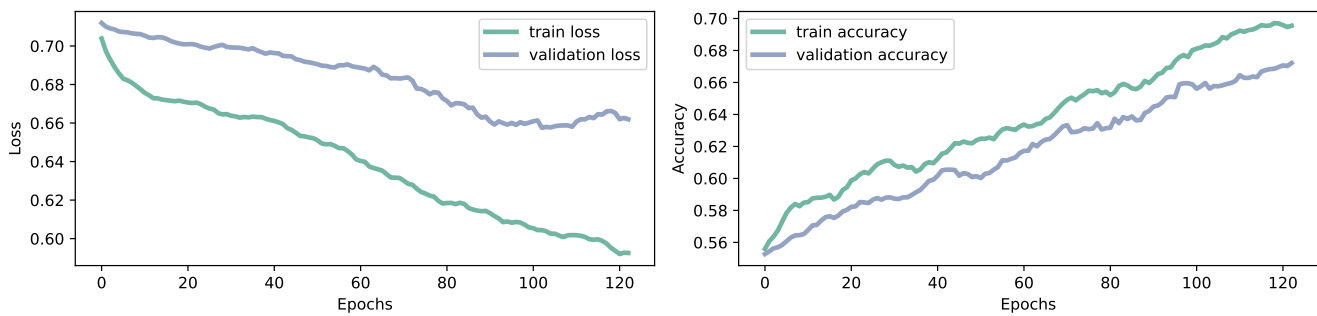 0.70
0.68
0.66
0.64
0.62
0.60
Loss
0 20 40 60 80 100 120
Epochs
train loss
validation loss
0.70
0.68
0.66
0.64
0.62
0.60
0.58
0.56
Accuracy
0 20 40 60 80 100 120
Epochs
train accuracy
validation accuracy